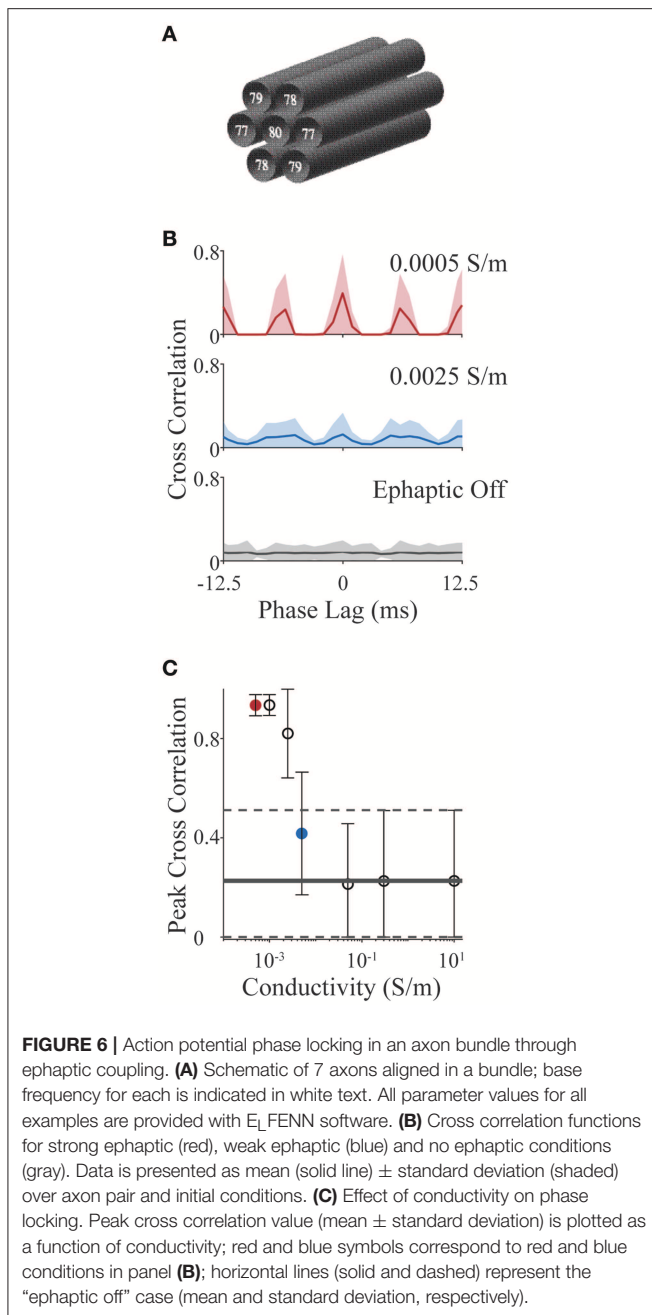 A
79 78
77 80 77
78 79
B
0.8
0.0005 S/m
0
0.8
0.0025 S/m
0
0.8
Ephaptic Off
0
Cross Correlation
-12.5 0 12.5
Phase Lag (ms)
C
0.8
0.4
0
Peak Cross Correlation
10-3 10-1 101
Conductivity (S/m)
FIGURE 6 | Action potential phase locking in an axon bundle through
ephaptic coupling. (A) Schematic of 7 axons aligned in a bundle; base
frequency for each is indicated in white text. All parameter values for all
examples are provided with ELFENN software. (B) Cross correlation functions
for strong ephaptic (red), weak ephaptic (blue) and no ephaptic conditions
(gray). Data is presented as mean (solid line) ± standard deviation (shaded)
over axon pair and initial conditions. (C) Effect of conductivity on phase
locking. Peak cross correlation value (mean ± standard deviation) is plotted as
a function of conductivity; red and blue symbols correspond to red and blue
conditions in panel (B); horizontal lines (solid and dashed) represent the
“ephaptic off” case (mean and standard deviation, respectively).